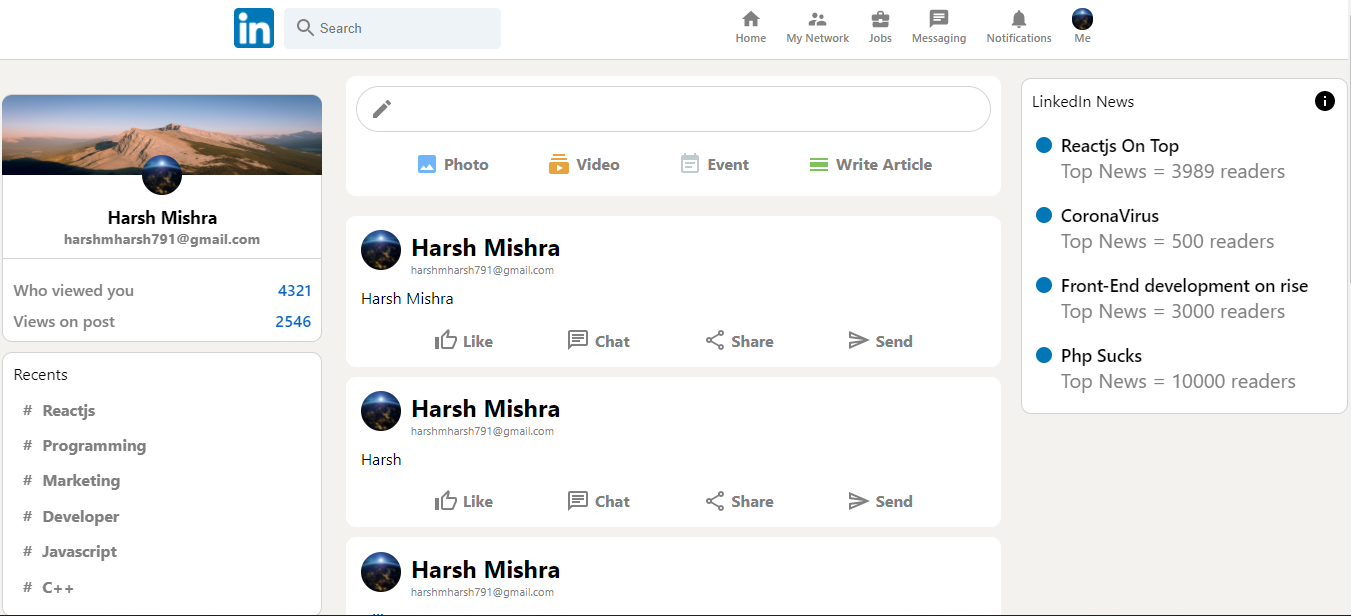 in
Search
Home
My Network
Jobs
Messaging
Notifications
Me
Harsh Mishra
harshmharsh791@gmail.com
Who viewed you 4321
Views on post 2546
Recents
# Reactjs
# Programming
# Marketing
# Developer
# Javascript
# C++
Photo
Video
Event
Write Article
Harsh Mishra
harshmharsh791@gmail.com
Harsh Mishra
Like
Chat
Share
Send
Harsh Mishra
harshmharsh791@gmail.com
Harsh
Like
Chat
Share
Send
Harsh Mishra
harshmharsh791@gmail.com
LinkedIn News
Reactjs On Top
Top News = 3989 readers
CoronaVirus
Top News = 500 readers
Front-End development on rise
Top News = 3000 readers
Php Sucks
Top News = 10000 readers